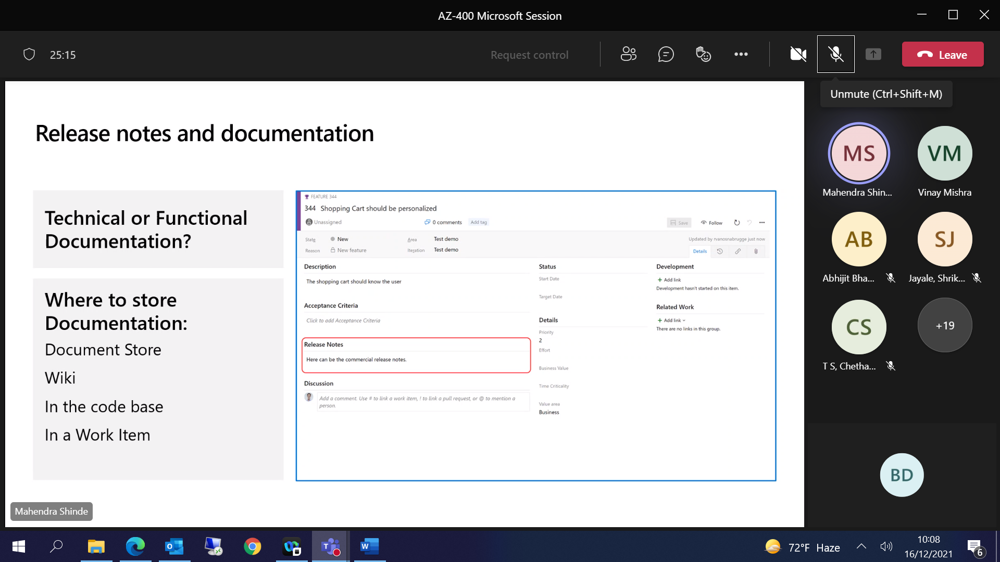 AZ-400 Microsoft Session
25:15
Request control
Leave
Unmute (Ctrl+Shift+M)
Release notes and documentation
Technical or Functional
Documentation?
Where to store
Documentation:
Document Store
Wiki
In the code base
In a Work Item
FEATURE 344
344 Shopping Cart should be personalized
Unassigned
0 comments
Add tag
Save
Follow
State
New
Area
Test demo
Updated by rvanosnabrugge just now
Reason
New feature
Iteration
Test demo
Details
Description
The shopping cart should know the user
Acceptance Criteria
Click to add Acceptance Criteria
Release Notes
Here can be the commercial release notes.
Discussion
Add a comment. Use # to link a work item, ! to link a pull request, or @ to mention a
person.
Status
Start Date
Target Date
Details
Priority
2
Effort
Business Value
Time Criticality
Value area
Business
Development
Add link
Development hasn't started on this item.
Related Work
Add link
There are no links in this group.
Mahendra Shinde
MS
Mahendra Shin...
VM
Vinay Mishra
AB
Abhijit Bha...
SJ
Jayale, Shrik...
CS
T S, Chetha...
+19
BD
72°F Haze
10:08
16/12/2021
6